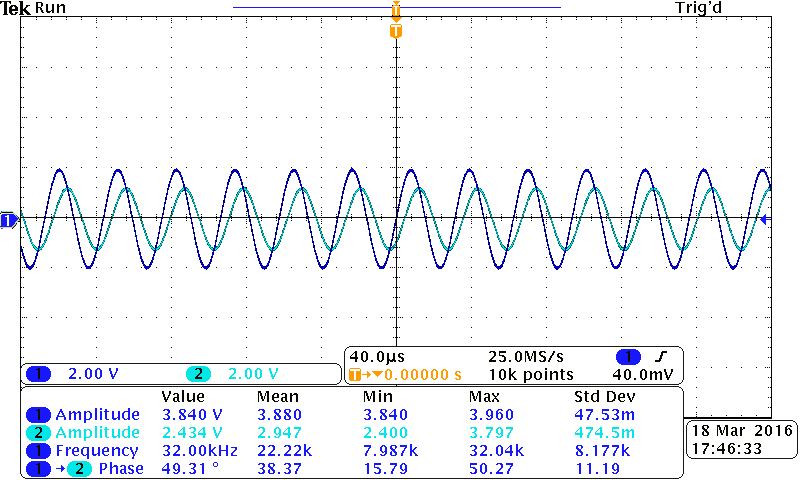 Tek Run Trig'd
T
T
1
1 2.00 V 2 2.00 V
40.0µs 25.0MS/s 1
T 0.00000 s 10k points 40.0mV
Value Mean Min Max Std Dev
1 Amplitude 3.840 V 3.880 3.840 3.960 47.53m
2 Amplitude 2.434 V 2.947 2.400 3.797 474.5m
1 Frequency 32.00kHz 22.22k 7.987k 32.04k 8.177k
1 → 2 Phase 49.31 ° 38.37 15.79 50.27 11.19
18 Mar 2016
17:46:33